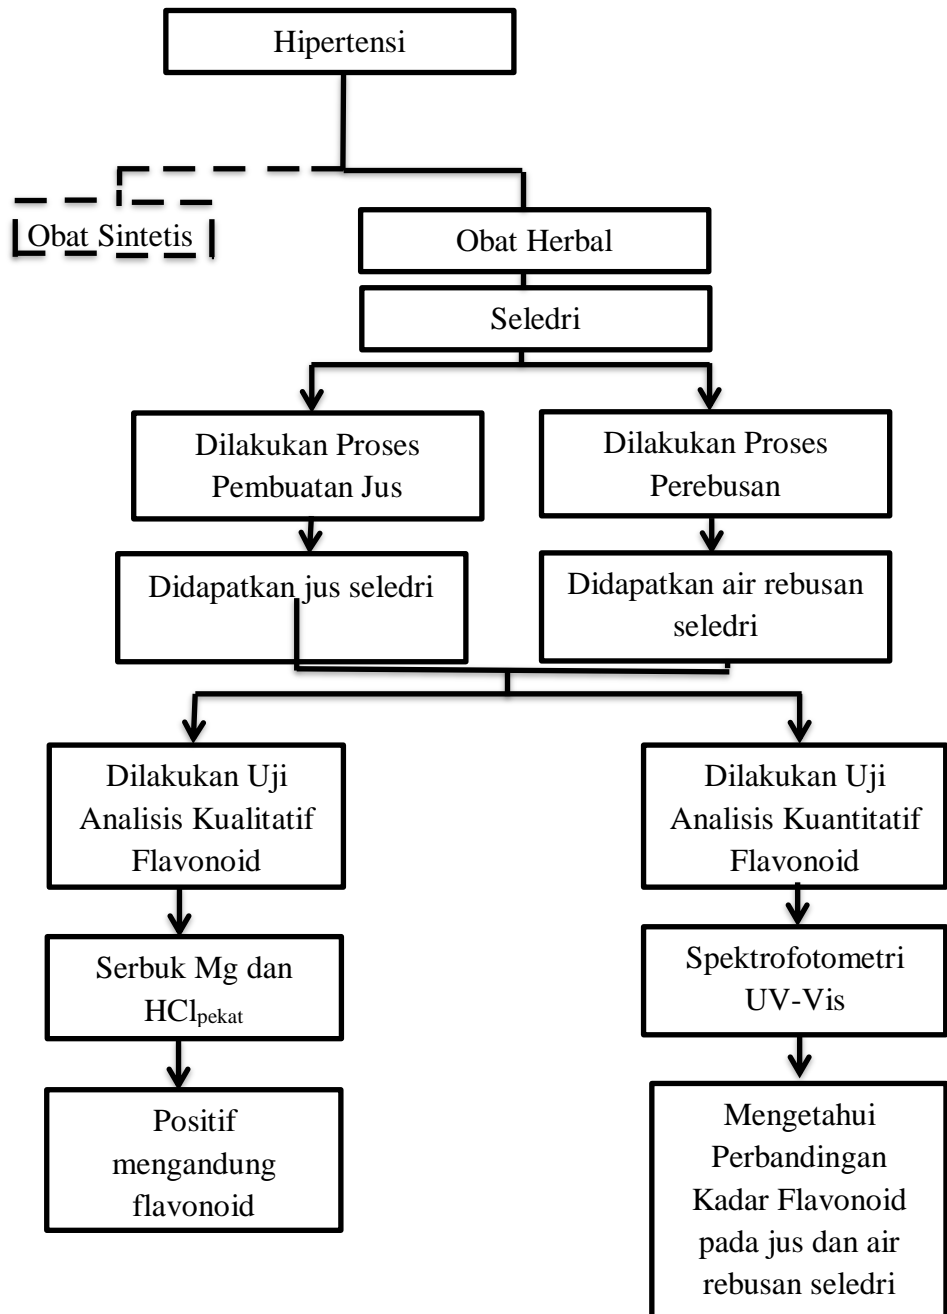 Hipertensi
Obat Sintetis
Obat Herbal
Seledri
Dilakukan Proses
Pembuatan Jus
Dilakukan Proses
Perebusan
Didapatkan jus seledri
Didapatkan air rebusan
seledri
Dilakukan Uji
Analisis Kualitatif
Flavonoid
Dilakukan Uji
Analisis Kuantitatif
Flavonoid
Serbuk Mg dan
HClpekat
Spektrofotometri
UV-Vis
Positif
mengandung
flavonoid
Mengetahui
Perbandingan
Kadar Flavonoid
pada jus dan air
rebusan seledri